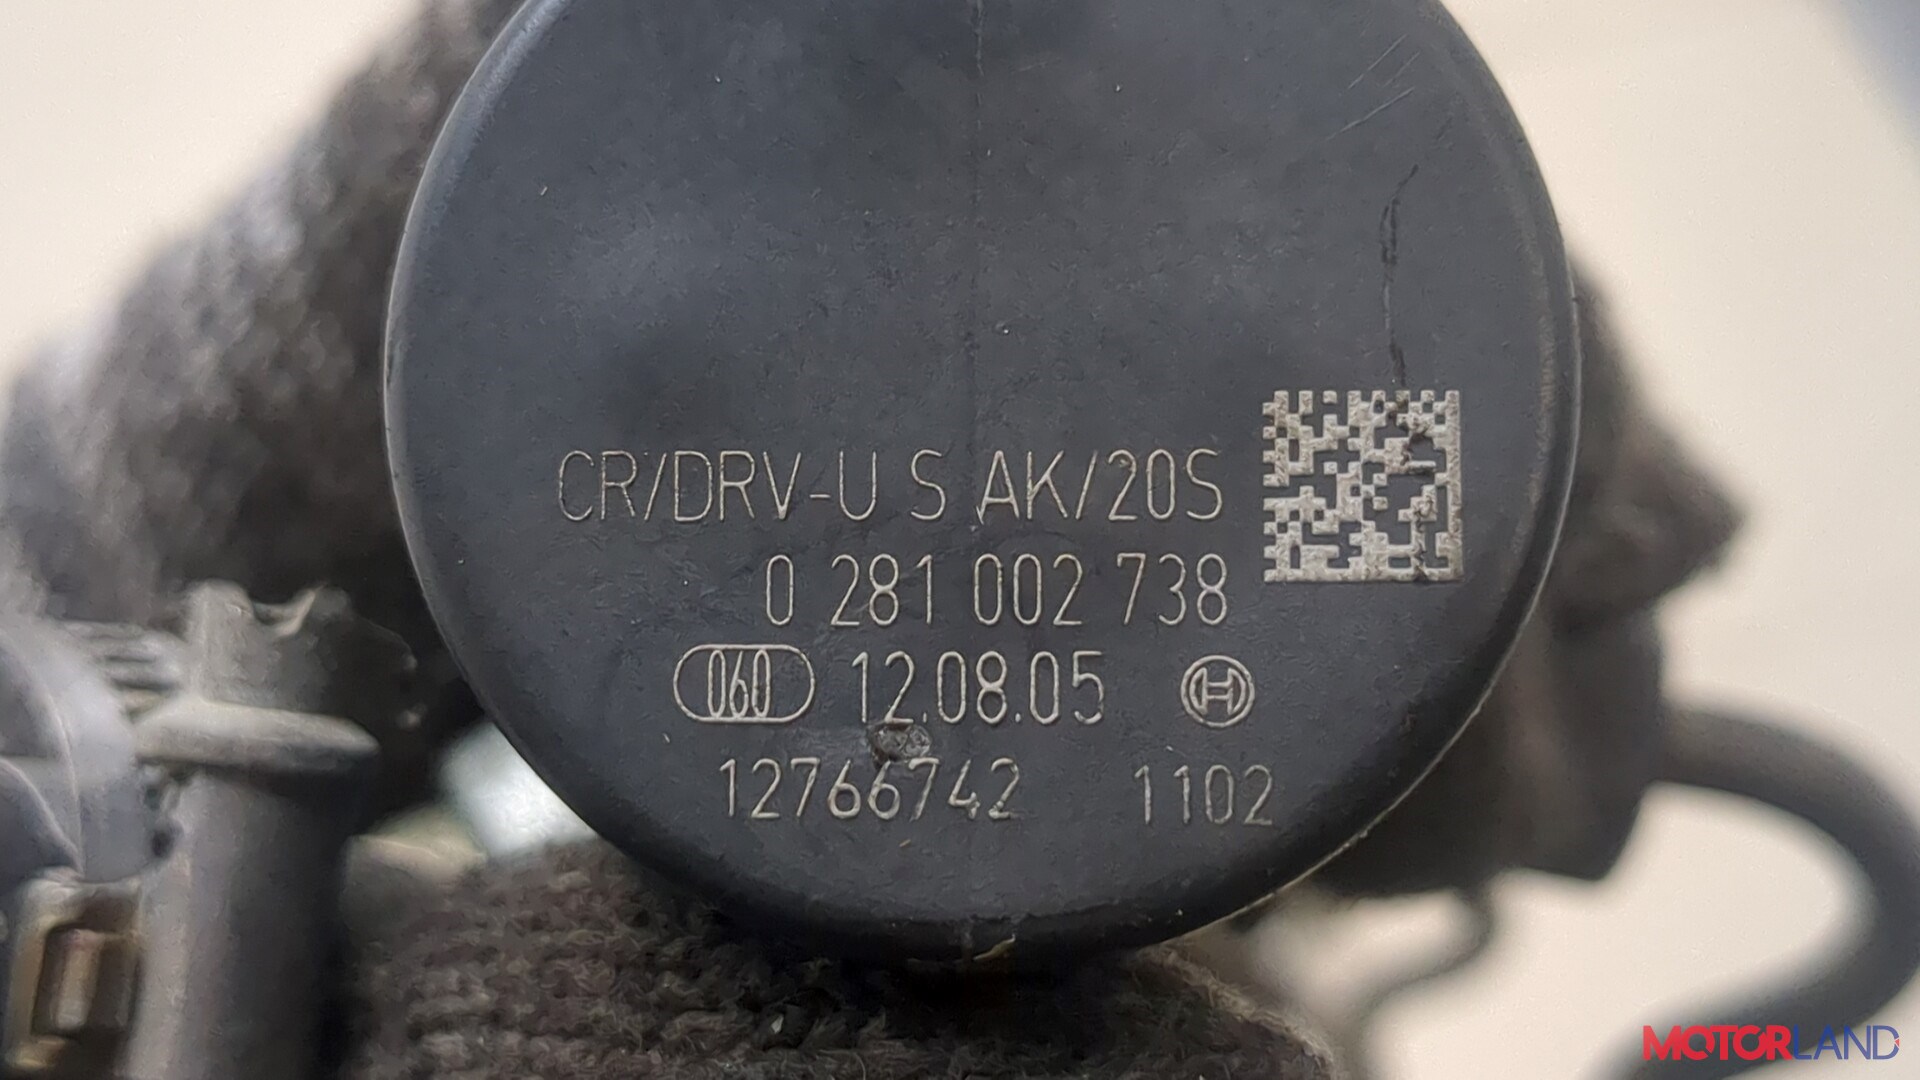 CR/DRV-U S AK/20S
0 281 002 738
060 12.08.05
12766742 1102
MOTORLAND